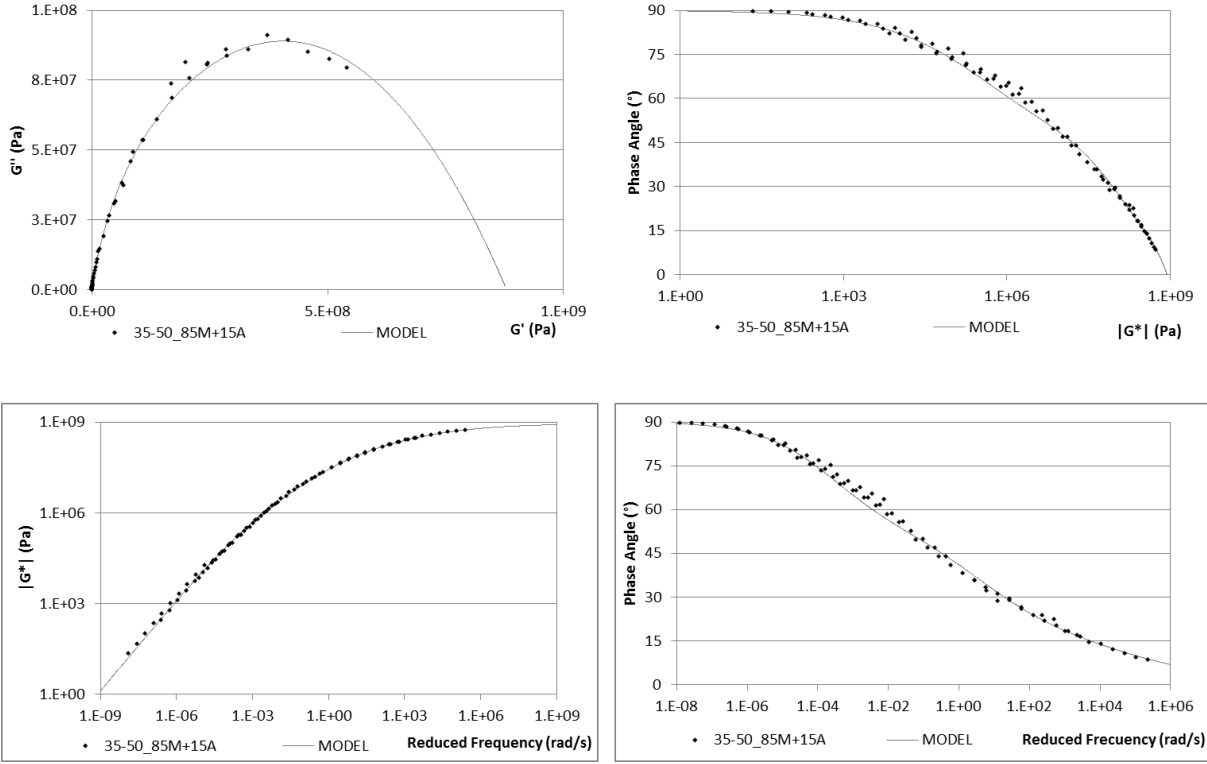 1.E+08
8.E+07
5.E+07
3.E+07
0.E+00
G'' (Pa)
0.E+00
5.E+08
1.E+09
35-50_85M+15A
MODEL
G' (Pa)
90
75
60
45
30
15
0
Phase Angle (°)
1.E+00
1.E+03
1.E+06
1.E+09
35-50_85M+15A
MODEL
|G*| (Pa)
1.E+09
1.E+06
1.E+03
1.E+00
|G*| (Pa)
1.E-09
1.E-06
1.E-03
1.E+00
1.E+03
1.E+06
1.E+09
35-50_85M+15A
MODEL
Reduced Frequency (rad/s)
90
75
60
45
30
15
0
Phase Angle (°)
1.E-08
1.E-06
1.E-04
1.E-02
1.E+00
1.E+02
1.E+04
1.E+06
35-50_85M+15A
MODEL
Reduced Frecuency (rad/s)